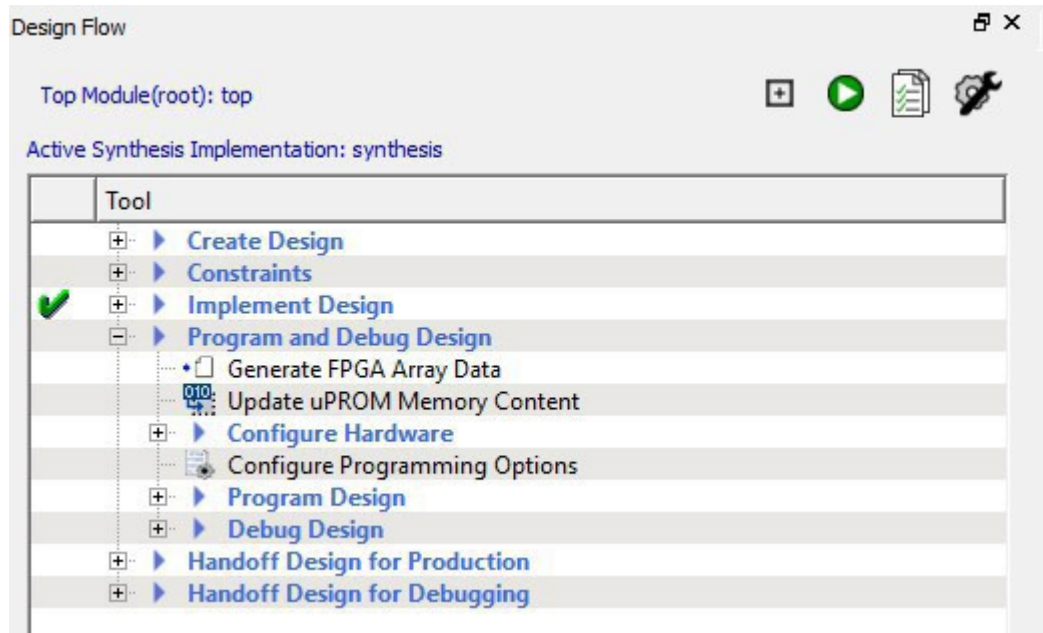 Design Flow
Top Module(root): top
Active Synthesis Implementation: synthesis
Tool
Create Design
Constraints
Implement Design
Program and Debug Design
Generate FPGA Array Data
010 Update uPROM Memory Content
Configure Hardware
Configure Programming Options
Program Design
Debug Design
Handoff Design for Production
Handoff Design for Debugging